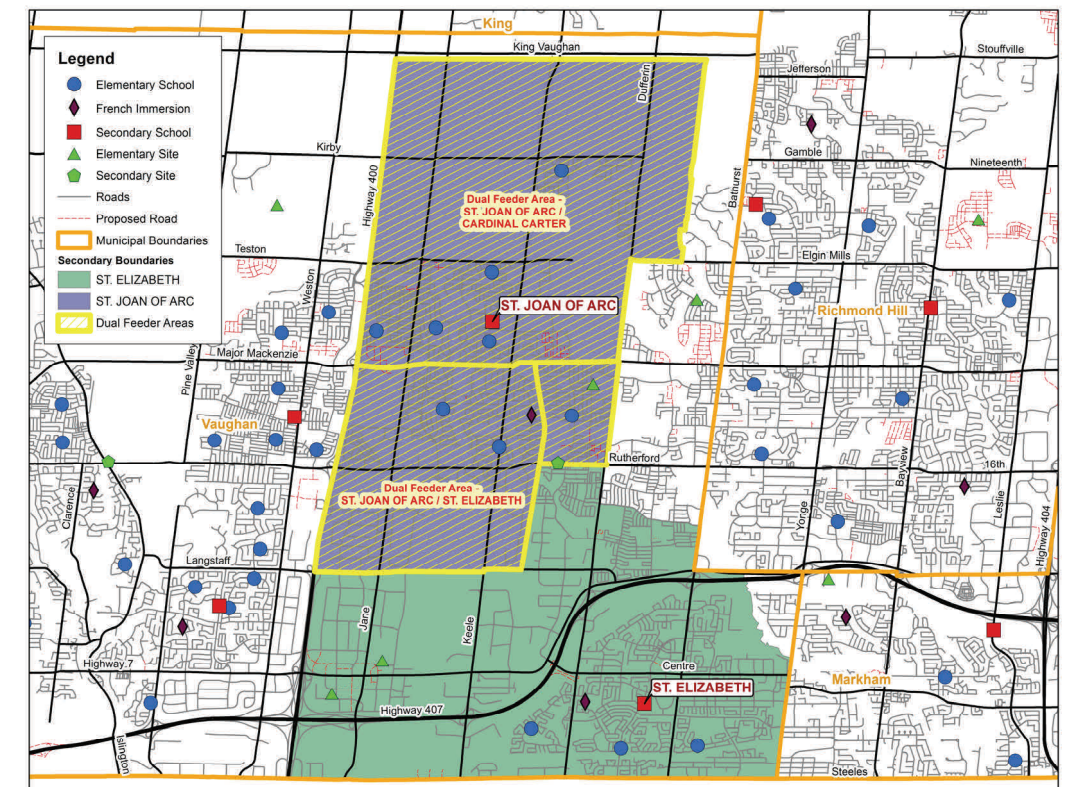 King
King Vaughan
Stouffville
Legend
Elementary School
French Immersion
Secondary School
Elementary Site
Secondary Site
Roads
Proposed Road
Municipal Boundaries
Secondary Boundaries
ST. ELIZABETH
ST. JOAN OF ARC
Dual Feeder Areas
Jefferson
Dufferin
Kirby
Gamble
Nineteenth
Highway 400
Bathurst
Dual Feeder Area -
ST. JOAN OF ARC /
CARDINAL CARTER
Teston
Elgin Mills
Weston
ST. JOAN OF ARC
Richmond Hill
Major Mackenzie
Pine Valley
Vaughan
Rutherford
16th
Bayview
Clarence
Dual Feeder Area -
ST. JOAN OF ARC / ST. ELIZABETH
Yonge
Leslie
Highway 404
Langstaff
Jane
Keele
Centre
Highway 7
Markham
ST. ELIZABETH
Highway 407
Islington
Steeles